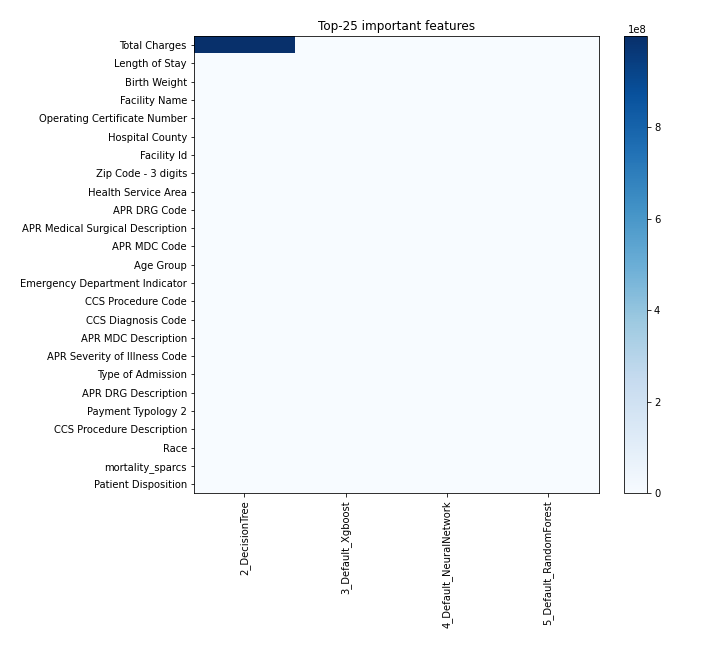 Top-25 important features
1e8
Total Charges
Length of Stay
Birth Weight
Facility Name
Operating Certificate Number
Hospital County
Facility Id
Zip Code - 3 digits
Health Service Area
APR DRG Code
APR Medical Surgical Description
APR MDC Code
Age Group
Emergency Department Indicator
CCS Procedure Code
CCS Diagnosis Code
APR MDC Description
APR Severity of Illness Code
Type of Admission
APR DRG Description
Payment Typology 2
CCS Procedure Description
Race
mortality_sparcs
Patient Disposition
8
6
4
2
0
2_DecisionTree
3_Default_Xgboost
4_Default_NeuralNetwork
5_Default_RandomForest